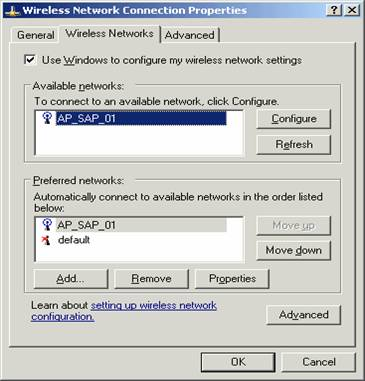 Wireless Network Connection Properties
General Wireless Networks Advanced
Use Windows to configure my wireless network settings
Available networks:
To connect to an available network, click Configure.
AP_SAP_01
Configure
Refresh
Preferred networks:
Automatically connect to available networks in the order listed
below:
AP_SAP_01
default
Move up
Move down
Add... Remove Properties
Learn about setting up wireless network
configuration.
Advanced
OK Cancel